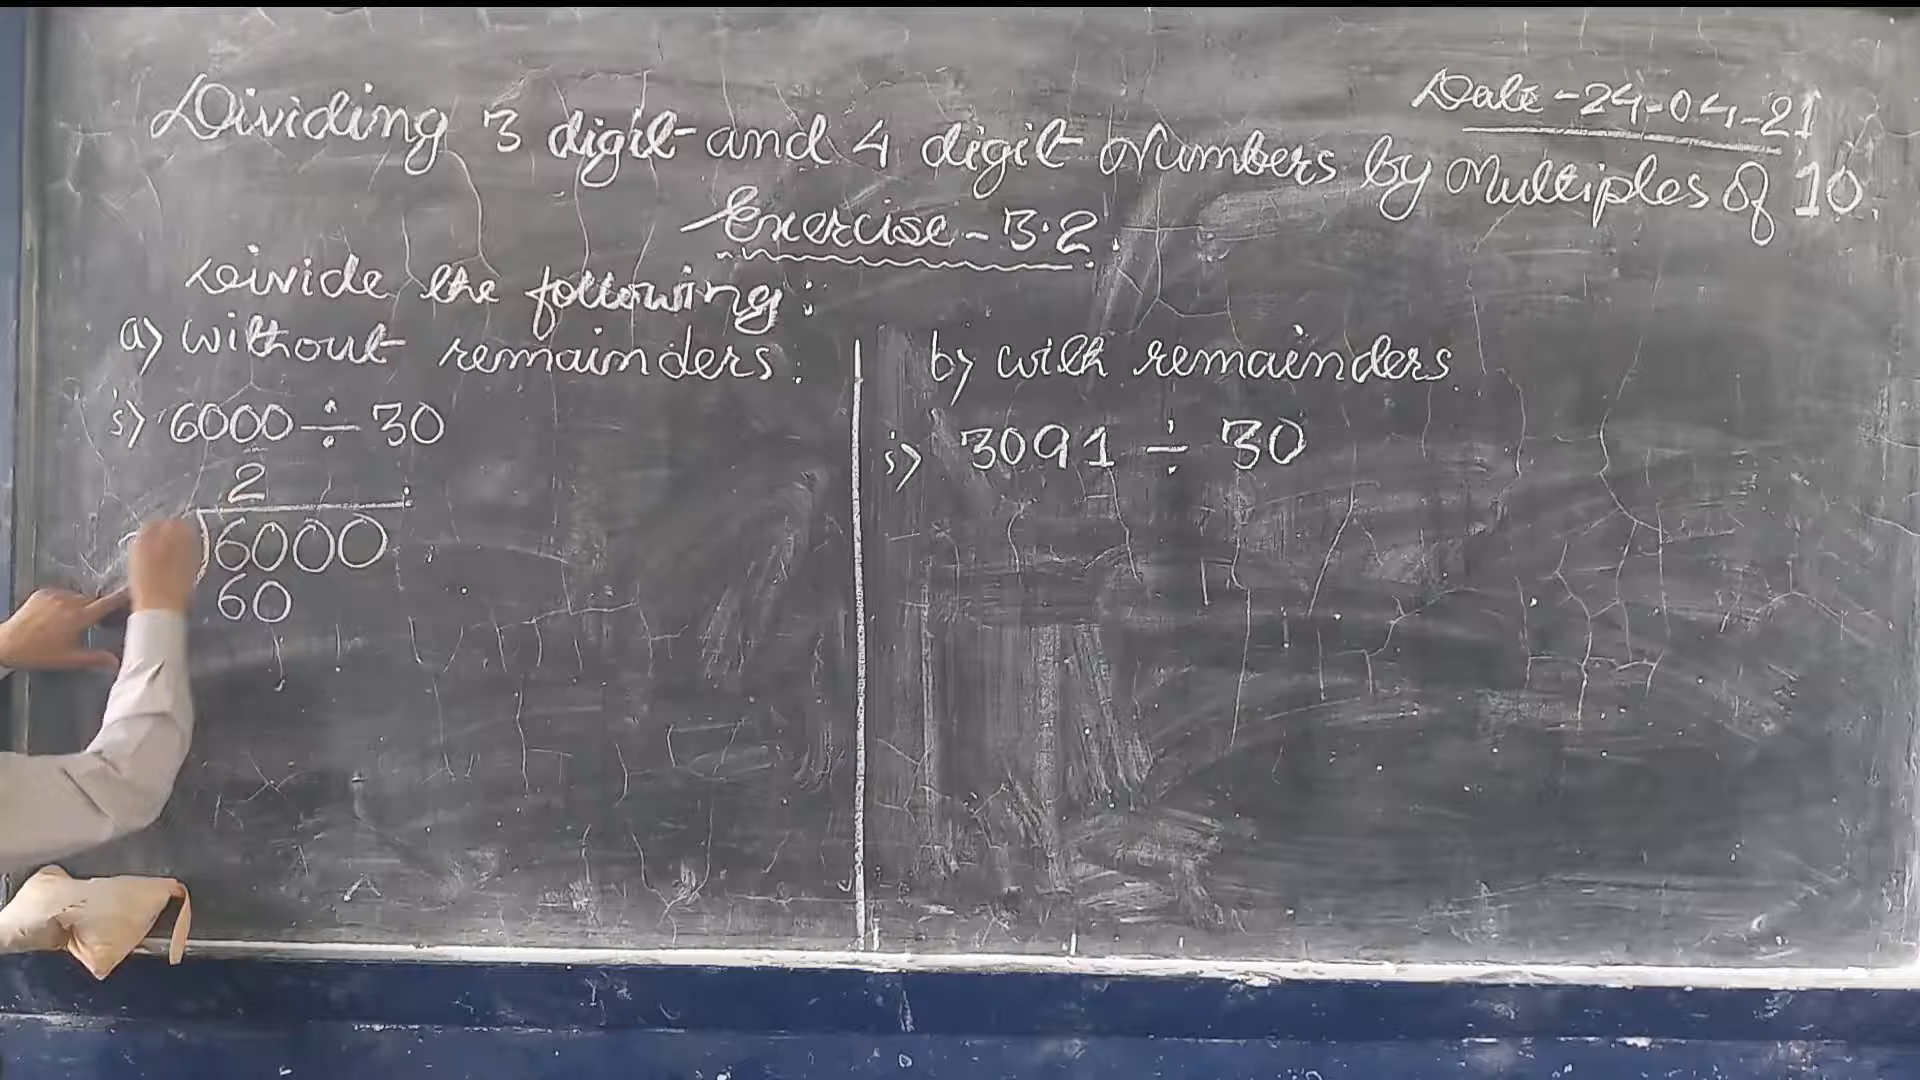 Date-24-04-21
Dividing 3 digit and 4 digit Numbers by Multiples of 10.
Exercise-3.2.
Divide the following:
a) without remainders:
i) 6000 ÷ 30
2
6000
60
b) with remainders
i) 3091 ÷ 30